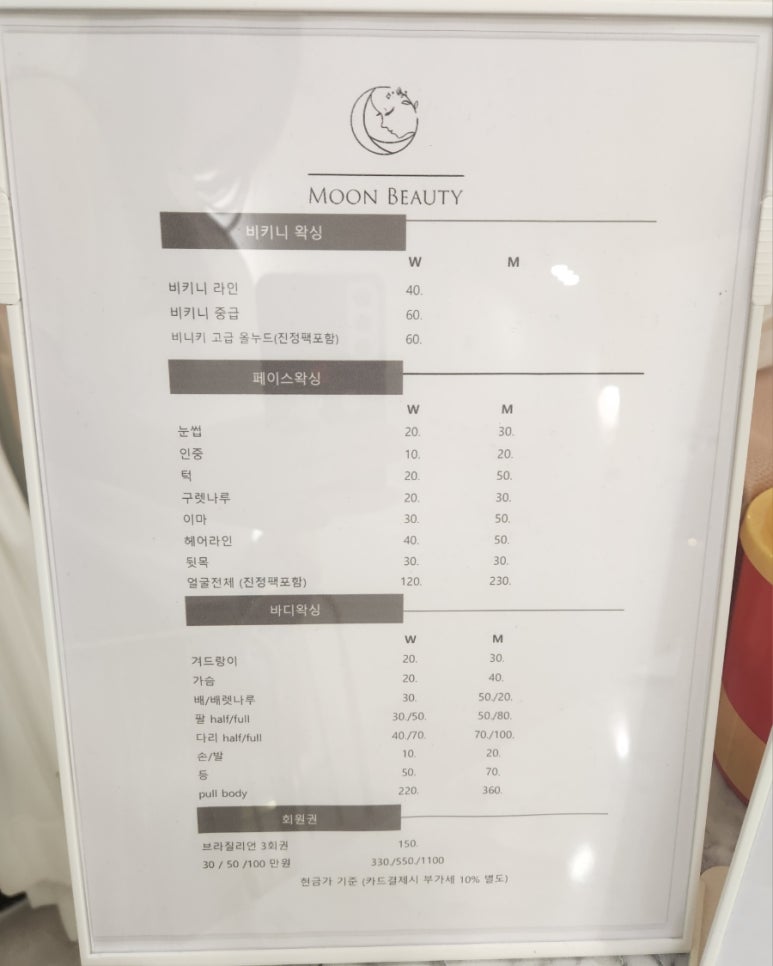 MOON BEAUTY
비키니 왁싱
W M
비키니 라인 40.
비키니 중급 60.
비니키 고급 올누드(진정팩포함) 60.
페이스왁싱
W M
눈썹 20. 30.
인중 10. 20.
턱 20. 50.
구렛나루 20. 30.
이마 30. 50.
헤어라인 40. 50.
뒷목 30. 30.
얼굴전체 (진정팩포함) 120. 230.
바디왁싱
W M
겨드랑이 20. 30.
가슴 20. 40.
배/배렛나루 30. 50./20.
팔 half/full 30./50. 50./80.
다리 half/full 40./70. 70./100.
손/발 10. 20.
등 50. 70.
pull body 220. 360.
회원권
브라질리언 3회권 150.
30 / 50 /100 만원 330./550./1100
현금가 기준 (카드결제시 부가세 10% 별도)